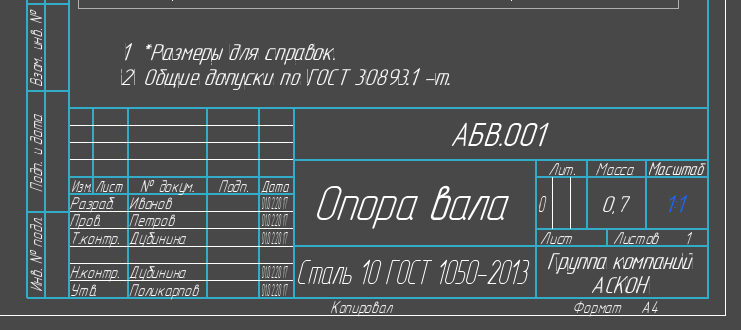 1 *Размеры для справок.
2 Общие допуски по ГОСТ 30893.1 -m.
Взам. инв. №
Подп. и дата
Инв. № подл.
АБВ.001
Изм. Лист № докум. Подп. Дата
Разраб. Иванов
Пров. Петров
Т.контр. Дубинина
Н.контр. Дубинина
Утв. Поликарпов
Опора вала
Сталь 10 ГОСТ 1050-2013
Лит. Масса Масштаб
О 0,7 1:1
Лист Листов 1
Группа компаний
АСКОН
Копировал Формат А4